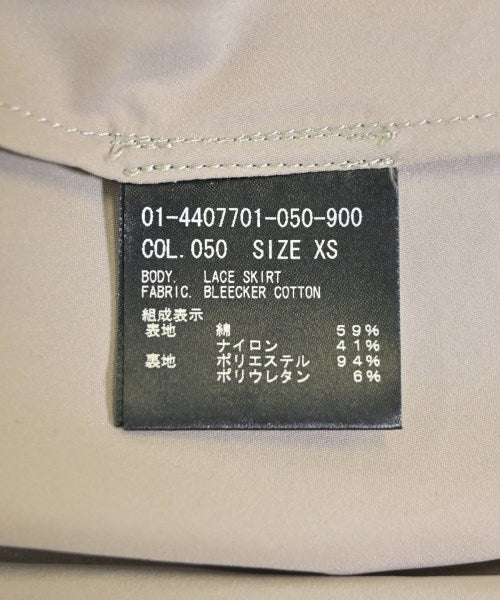 01-4407701-050-900
COL.050 SIZE XS
BODY. LACE SKIRT
FABRIC. BLEECKER COTTON
組成表示
表地 綿 59%
ナイロン 41%
裏地 ポリエステル 94%
ポリウレタン 6%